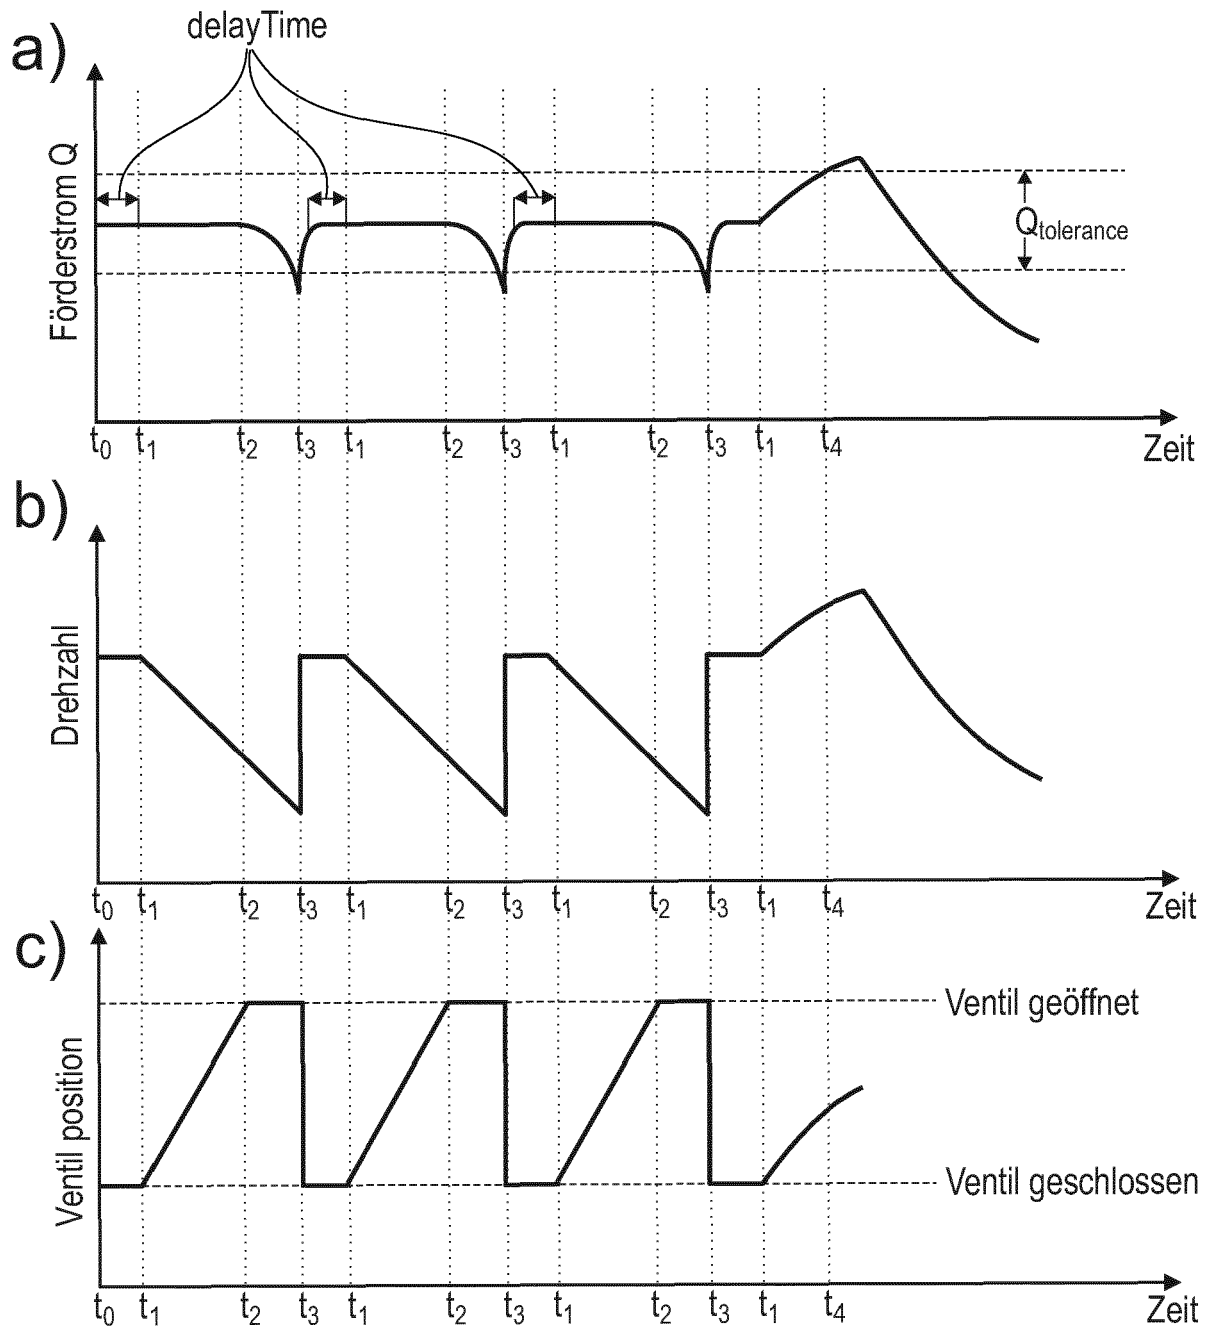 delayTime
a)
Förderstrom Q
Qtolerance
t0 t1 t2 t3 t1 t2 t3 t1 t2 t3 t1 t4
Zeit
b)
Drehzahl
t0 t1 t2 t3 t1 t2 t3 t1 t2 t3 t1 t4
Zeit
c)
Ventil position
Ventil geöffnet
Ventil geschlossen
t0 t1 t2 t3 t1 t2 t3 t1 t2 t3 t1 t4
Zeit